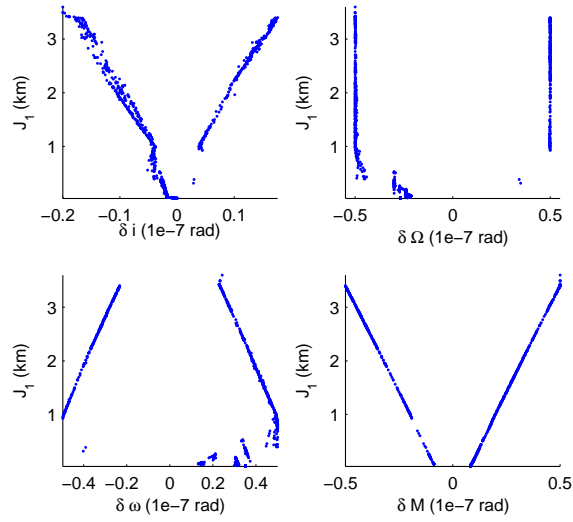 3
2
1
J₁ (km)
−0.2 −0.1 0 0.1
δ i (1e-7 rad)
3
2
1
J₁ (km)
−0.5 0 0.5
δ Ω (1e-7 rad)
3
2
1
J₁ (km)
−0.4 −0.2 0 0.2 0.4
δ ω (1e-7 rad)
3
2
1
J₁ (km)
−0.5 0 0.5
δ M (1e-7 rad)